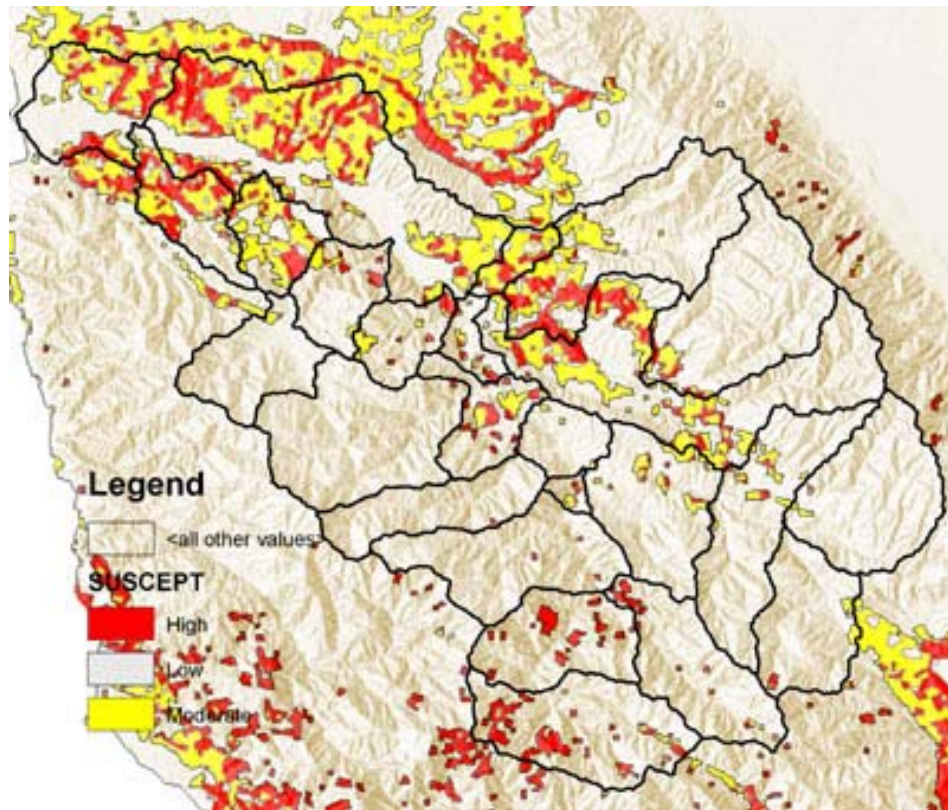 Legend
<all other values>
SUSCEPT
High
Low
Moderate